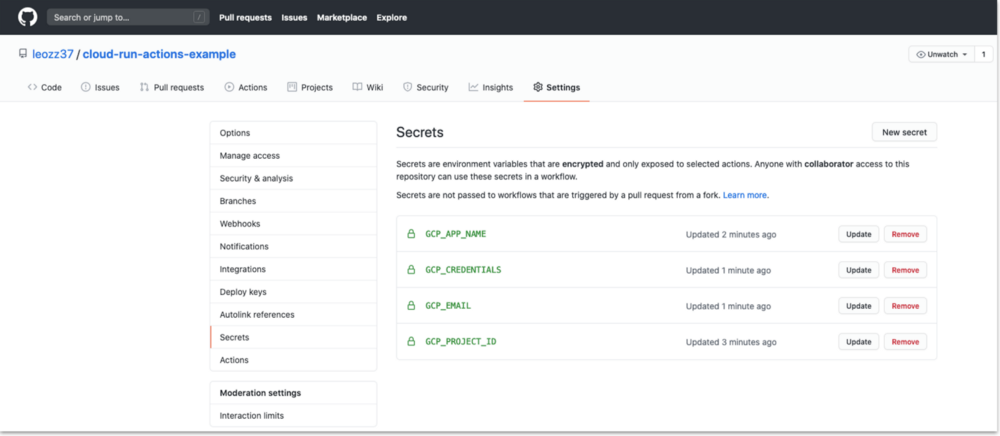 Search or jump to...
/
Pull requests Issues Marketplace Explore
leozz37 / cloud-run-actions-example
Unwatch 1
Code Issues Pull requests Actions Projects Wiki Security Insights Settings
Options
Manage access
Security & analysis
Branches
Webhooks
Notifications
Integrations
Deploy keys
Autolink references
Secrets
Actions
Moderation settings
Interaction limits
Secrets
New secret
Secrets are environment variables that are encrypted and only exposed to selected actions. Anyone with collaborator access to this
repository can use these secrets in a workflow.
Secrets are not passed to workflows that are triggered by a pull request from a fork. Learn more.
GCP_APP_NAME Updated 2 minutes ago Update Remove
GCP_CREDENTIALS Updated 1 minute ago Update Remove
GCP_EMAIL Updated 1 minute ago Update Remove
GCP_PROJECT_ID Updated 3 minutes ago Update Remove